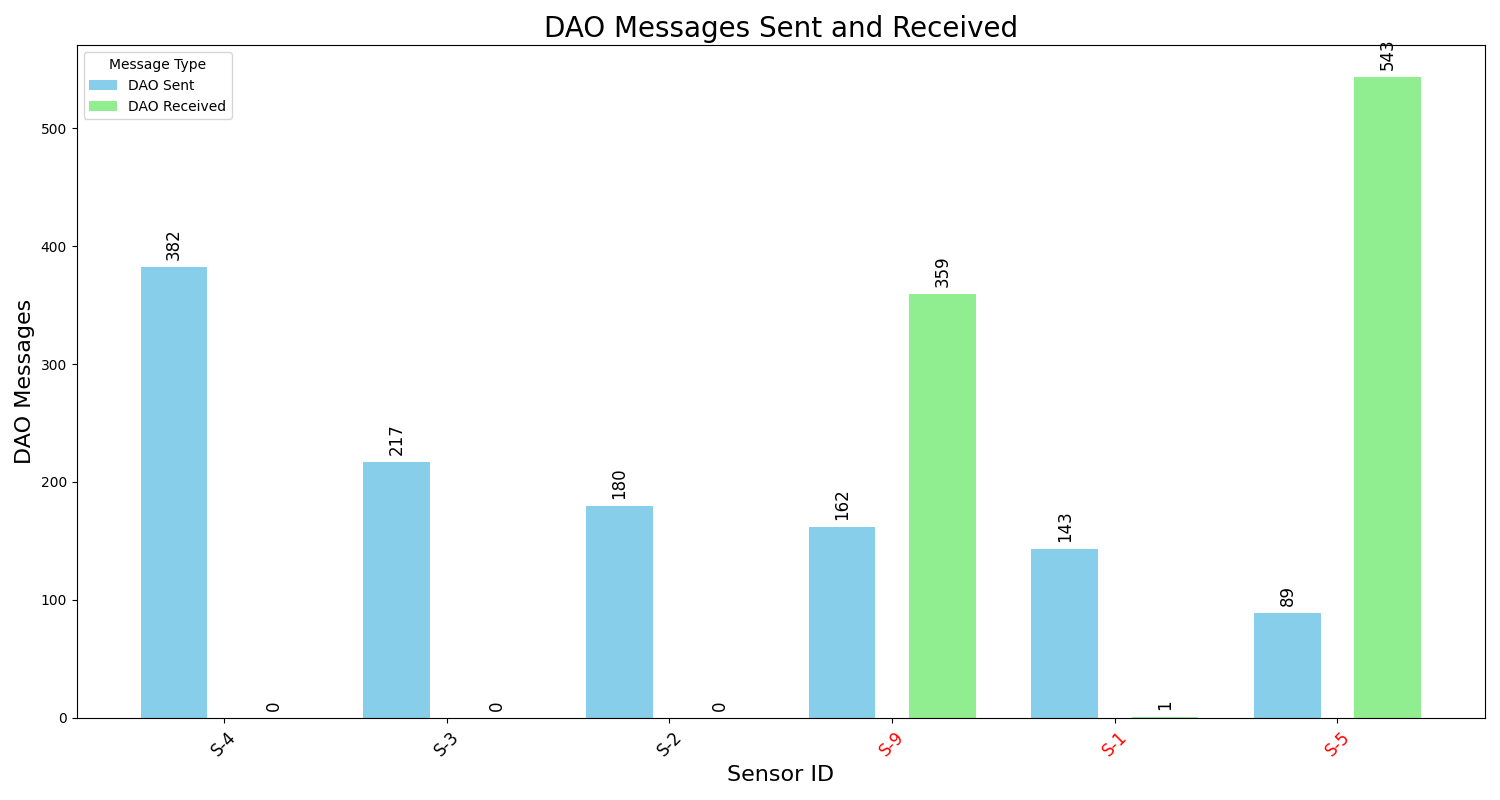 DAO Messages Sent and Received
Message Type
DAO Sent
DAO Received
DAO Messages
500
400
300
200
100
0
382
0
217
0
180
0
162
359
143
1
89
543
S-4
S-3
S-2
S-9
S-1
S-5
Sensor ID